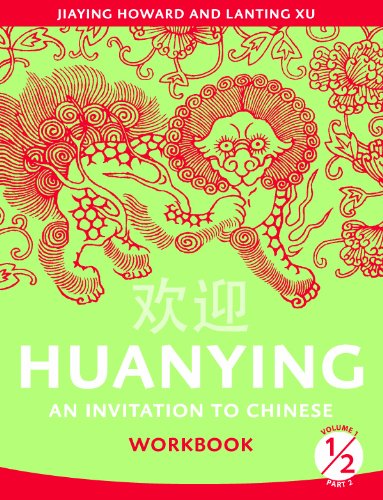 JIAYING HOWARD AND LANTING XU
欢迎
HUANYING
AN INVITATION TO CHINESE
WORKBOOK
VOLUME 1
1/2
PART 2